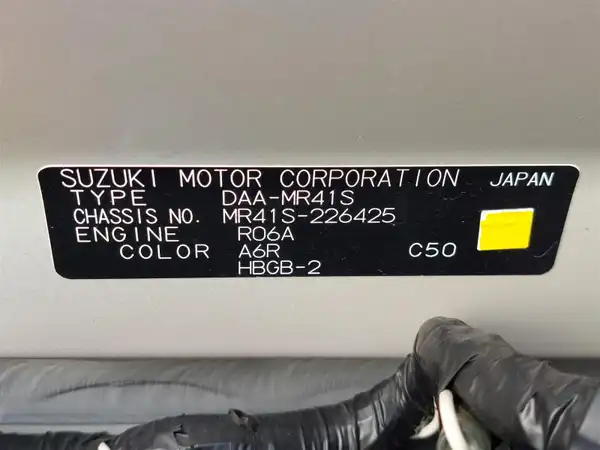 SUZUKI MOTOR CORPORATION JAPAN
TYPE DAA-MR41S
CHASSIS NO. MR41S-226425
ENGINE R06A
COLOR A6R C50
HBGB-2